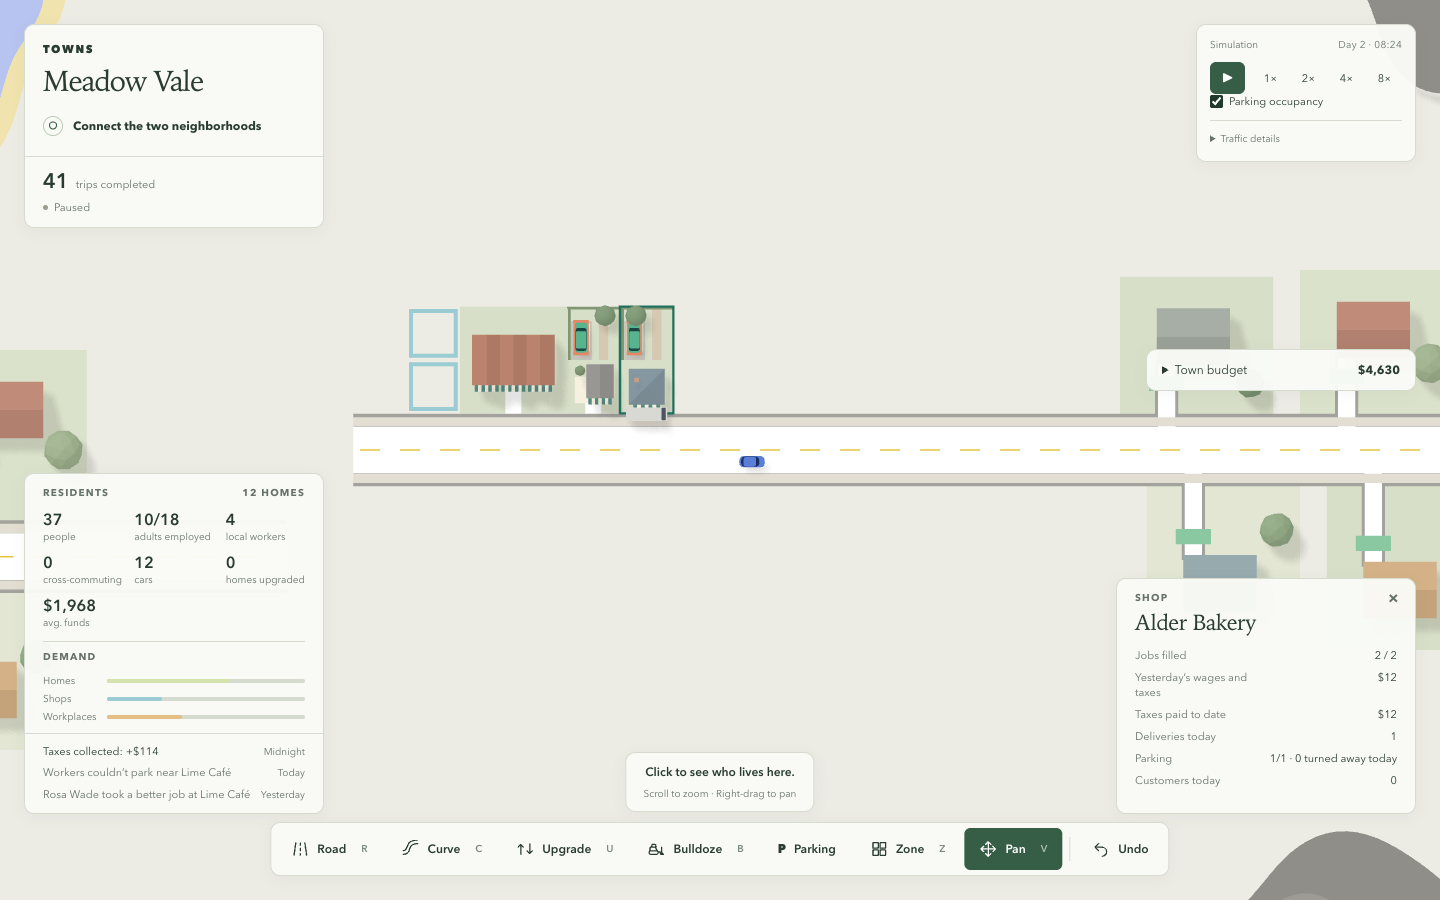 TOWNS
Meadow Vale
Connect the two neighborhoods
41 trips completed
Paused
Simulation Day 2 · 08:24
1× 2× 4× 8×
Parking occupancy
Traffic details
Town budget $4,630
RESIDENTS 12 HOMES
37 10/18 4
people adults employed local workers
0 12 0
cross-commuting cars homes upgraded
$1,968
avg. funds
DEMAND
Homes
Shops
Workplaces
Taxes collected: +$114 Midnight
Workers couldn't park near Lime Café Today
Rosa Wade took a better job at Lime Café Yesterday
SHOP
Alder Bakery
Jobs filled 2 / 2
Yesterday's wages and $12
taxes
Taxes paid to date $12
Deliveries today 1
Parking 1/1 · 0 turned away today
Customers today 0
Click to see who lives here.
Scroll to zoom · Right-drag to pan
Road R Curve C Upgrade U Bulldoze B P Parking Zone Z Pan V Undo